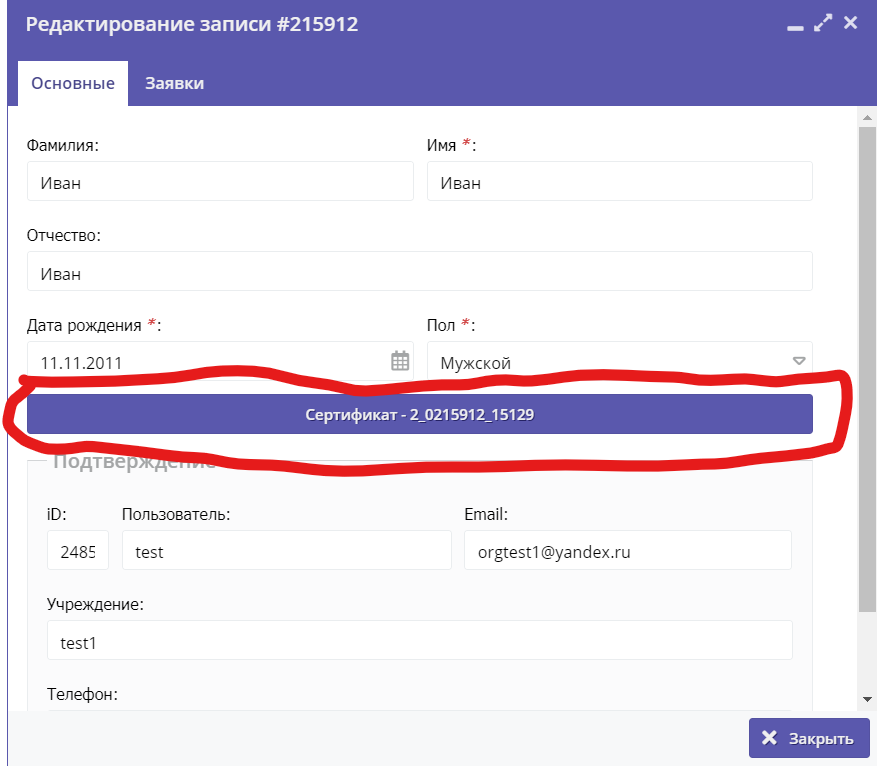 Редактирование записи #215912
Основные Заявки
Фамилия: Имя *:
Иван Иван
Отчество:
Иван
Дата рождения *: Пол *:
11.11.2011 Мужской
Сертификат - 2_0215912_15129
Подтверждение
iD: Пользователь: Email:
2485 test orgtest1@yandex.ru
Учреждение:
test1
Телефон:
Закрыть